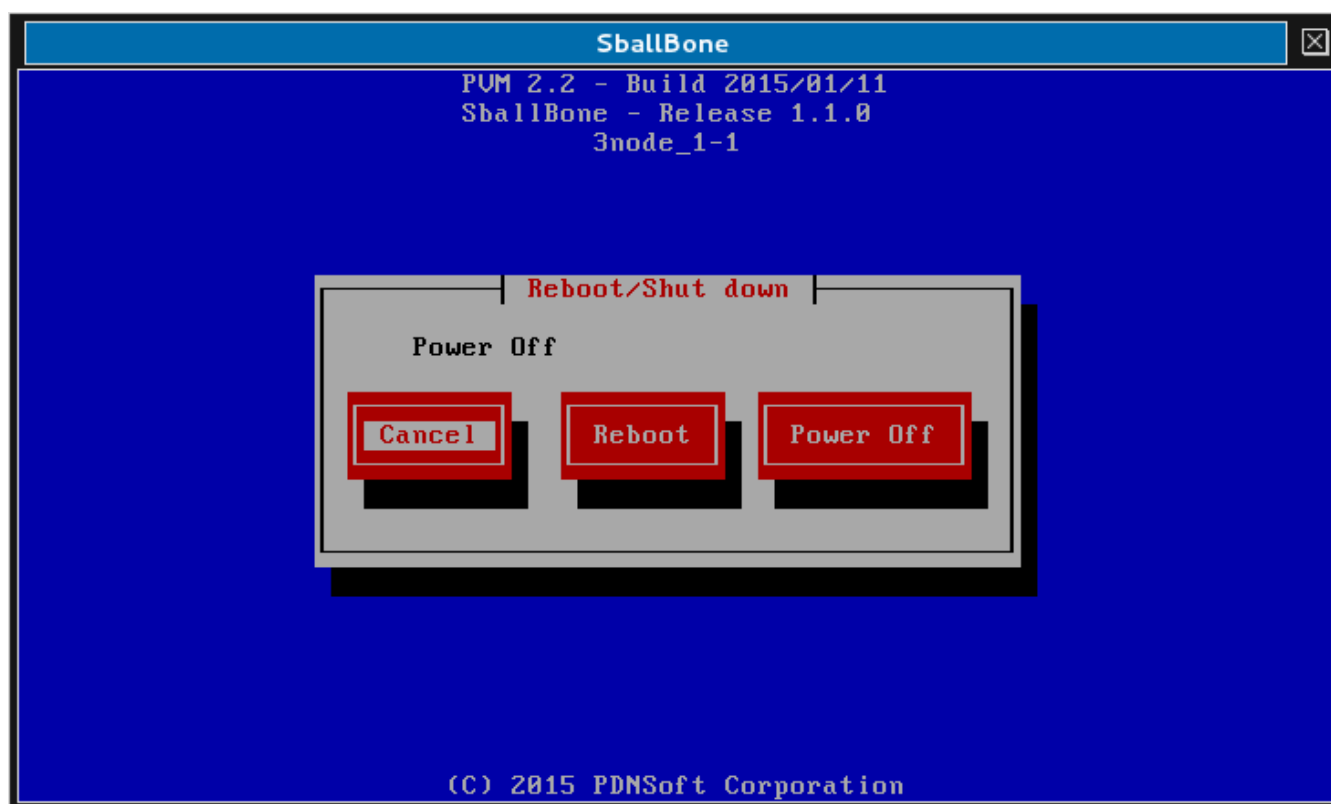 SballBone
PVM 2.2 - Build 2015/01/11
SballBone - Release 1.1.0
3node_1-1
Reboot/Shut down
Power Off
Cancel Reboot Power Off
(C) 2015 PDNSoft Corporation